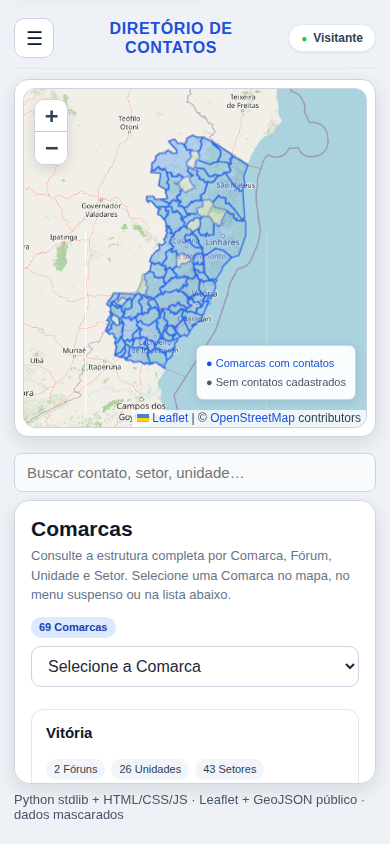 ☰
DIRETÓRIO DE
CONTATOS
● Visitante
+
−
Teixeira
de Freitas
Teófilo
Otoni
São Mateus
Governador
Valadares
Ipatinga
Linhares
Vitória
Guarapari
Ubá
Muriaé
Itaperuna
Campos dos
● Comarcas com contatos
● Sem contatos cadastrados
Leaflet | © OpenStreetMap contributors
Buscar contato, setor, unidade…
Comarcas
Consulte a estrutura completa por Comarca, Fórum,
Unidade e Setor. Selecione uma Comarca no mapa, no
menu suspenso ou na lista abaixo.
69 Comarcas
Selecione a Comarca
Vitória
2 Fóruns
26 Unidades
43 Setores
Python stdlib + HTML/CSS/JS · Leaflet + GeoJSON público ·
dados mascarados